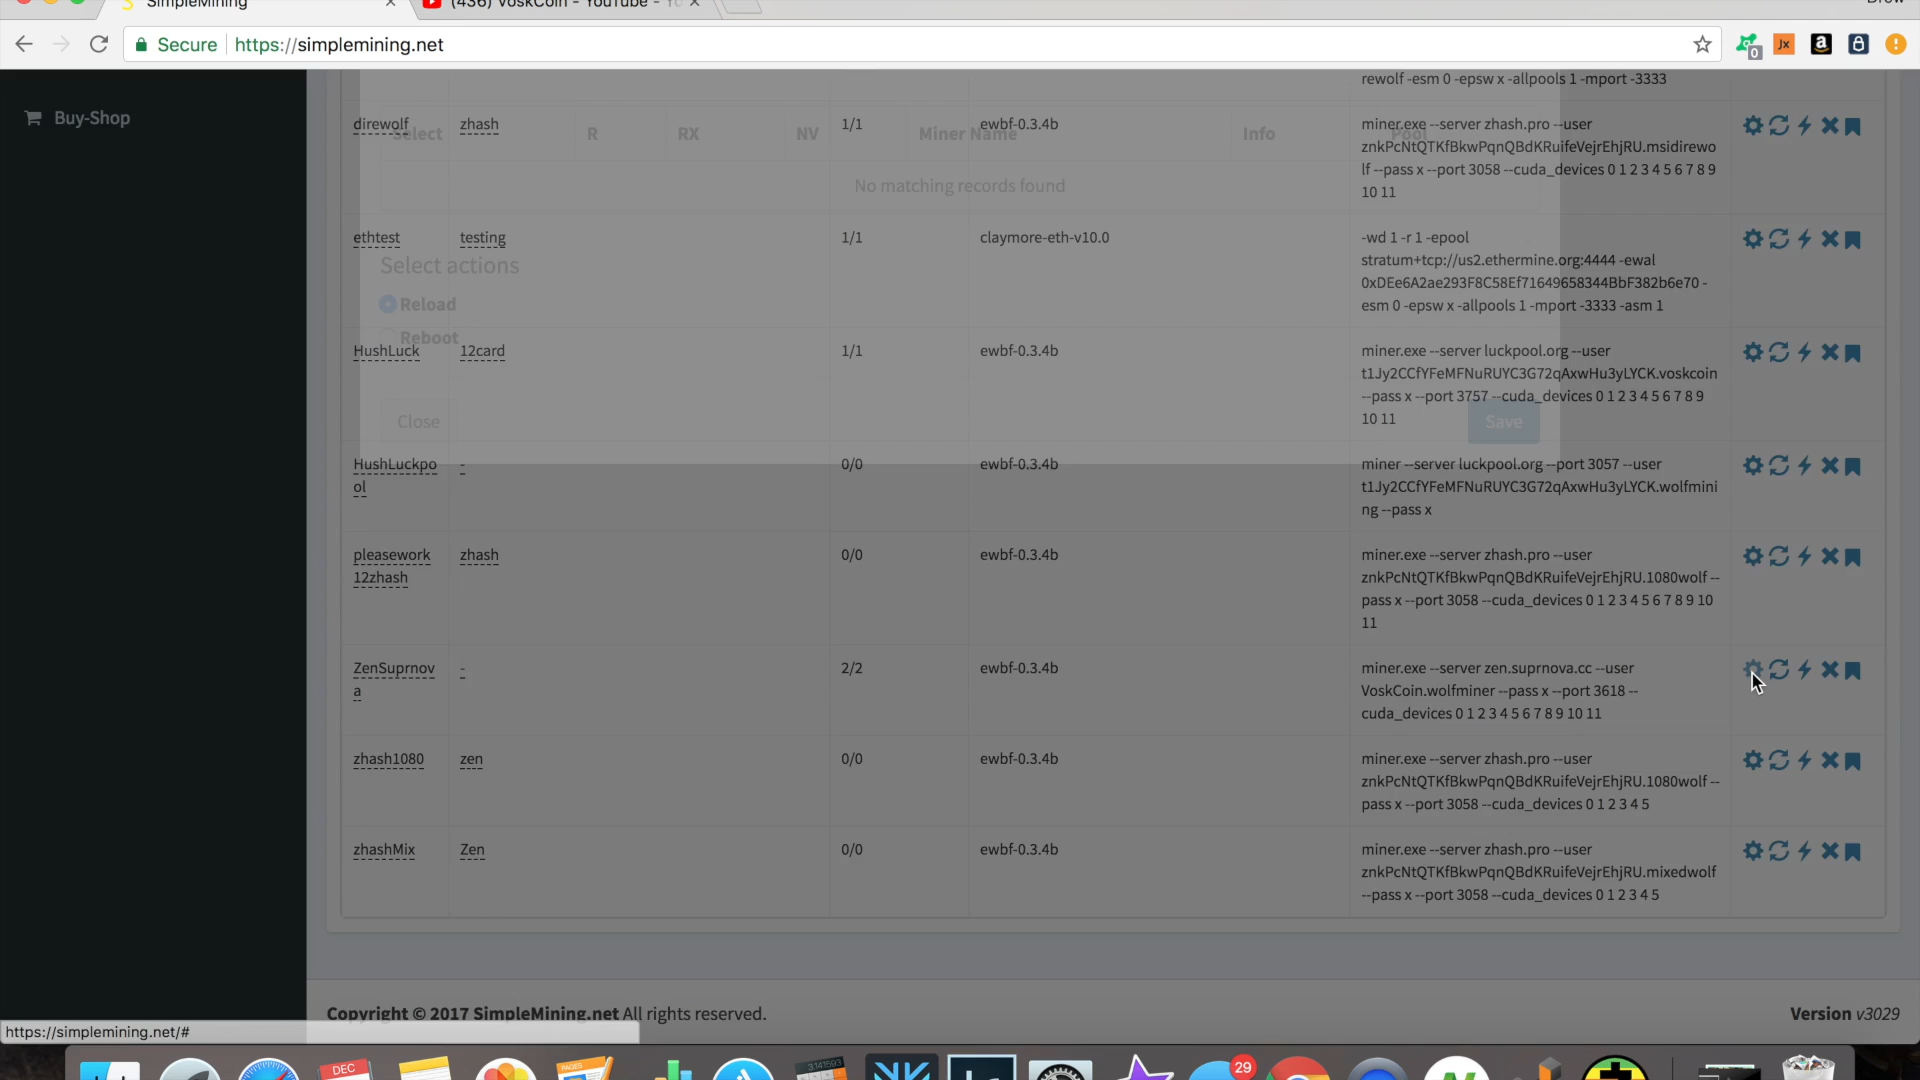 SimpleMining
(436) VoskCoin - YouTube - Yo
Drew
Secure
https://simplemining.net
0
Jx
a
Buy-Shop
rewolf -esm 0 -epsw x -allpools 1 -mport -3333
Select R RX NV Miner Name Info Pool
No matching records found
direwolf zhash 1/1 ewbf-0.3.4b
miner.exe --server zhash.pro --user
znkPcNtQTKfBkwPqnQBdKRuifeVejrEhjRU.msidirewo
lf --pass x --port 3058 --cuda_devices 0 1 2 3 4 5 6 7 8 9
10 11
ethtest testing 1/1 claymore-eth-v10.0
-wd 1 -r 1 -epool
stratum+tcp://us2.ethermine.org:4444 -ewal
0xDEe6A2ae293F8C58Ef71649658344BbF382b6e70 -
esm 0 -epsw x -allpools 1 -mport -3333 -asm 1
Select actions
Reload
Reboot
HushLuck 12card 1/1 ewbf-0.3.4b
miner.exe --server luckpool.org --user
t1Jy2CCfYFeMFNuRUYC3G72qAxwHu3yLYCK.voskcoin
--pass x --port 3757 --cuda_devices 0 1 2 3 4 5 6 7 8 9
10 11
Close
Save
HushLuckpo
ol
- 0/0 ewbf-0.3.4b
miner --server luckpool.org --port 3057 --user
t1Jy2CCfYFeMFNuRUYC3G72qAxwHu3yLYCK.wolfmini
ng --pass x
pleasework
12zhash
zhash 0/0 ewbf-0.3.4b
miner.exe --server zhash.pro --user
znkPcNtQTKfBkwPqnQBdKRuifeVejrEhjRU.1080wolf --
pass x --port 3058 --cuda_devices 0 1 2 3 4 5 6 7 8 9 10
11
ZenSuprnov
a
- 2/2 ewbf-0.3.4b
miner.exe --server zen.suprnova.cc --user
VoskCoin.wolfminer --pass x --port 3618 --
cuda_devices 0 1 2 3 4 5 6 7 8 9 10 11
zhash1080 zen 0/0 ewbf-0.3.4b
miner.exe --server zhash.pro --user
znkPcNtQTKfBkwPqnQBdKRuifeVejrEhjRU.1080wolf --
pass x --port 3058 --cuda_devices 0 1 2 3 4 5
zhashMix Zen 0/0 ewbf-0.3.4b
miner.exe --server zhash.pro --user
znkPcNtQTKfBkwPqnQBdKRuifeVejrEhjRU.mixedwolf
--pass x --port 3058 --cuda_devices 0 1 2 3 4 5
Copyright © 2017 SimpleMining.net All rights reserved.
Version v3029
https://simplemining.net/#
DEC
PAGES
3.141593
29